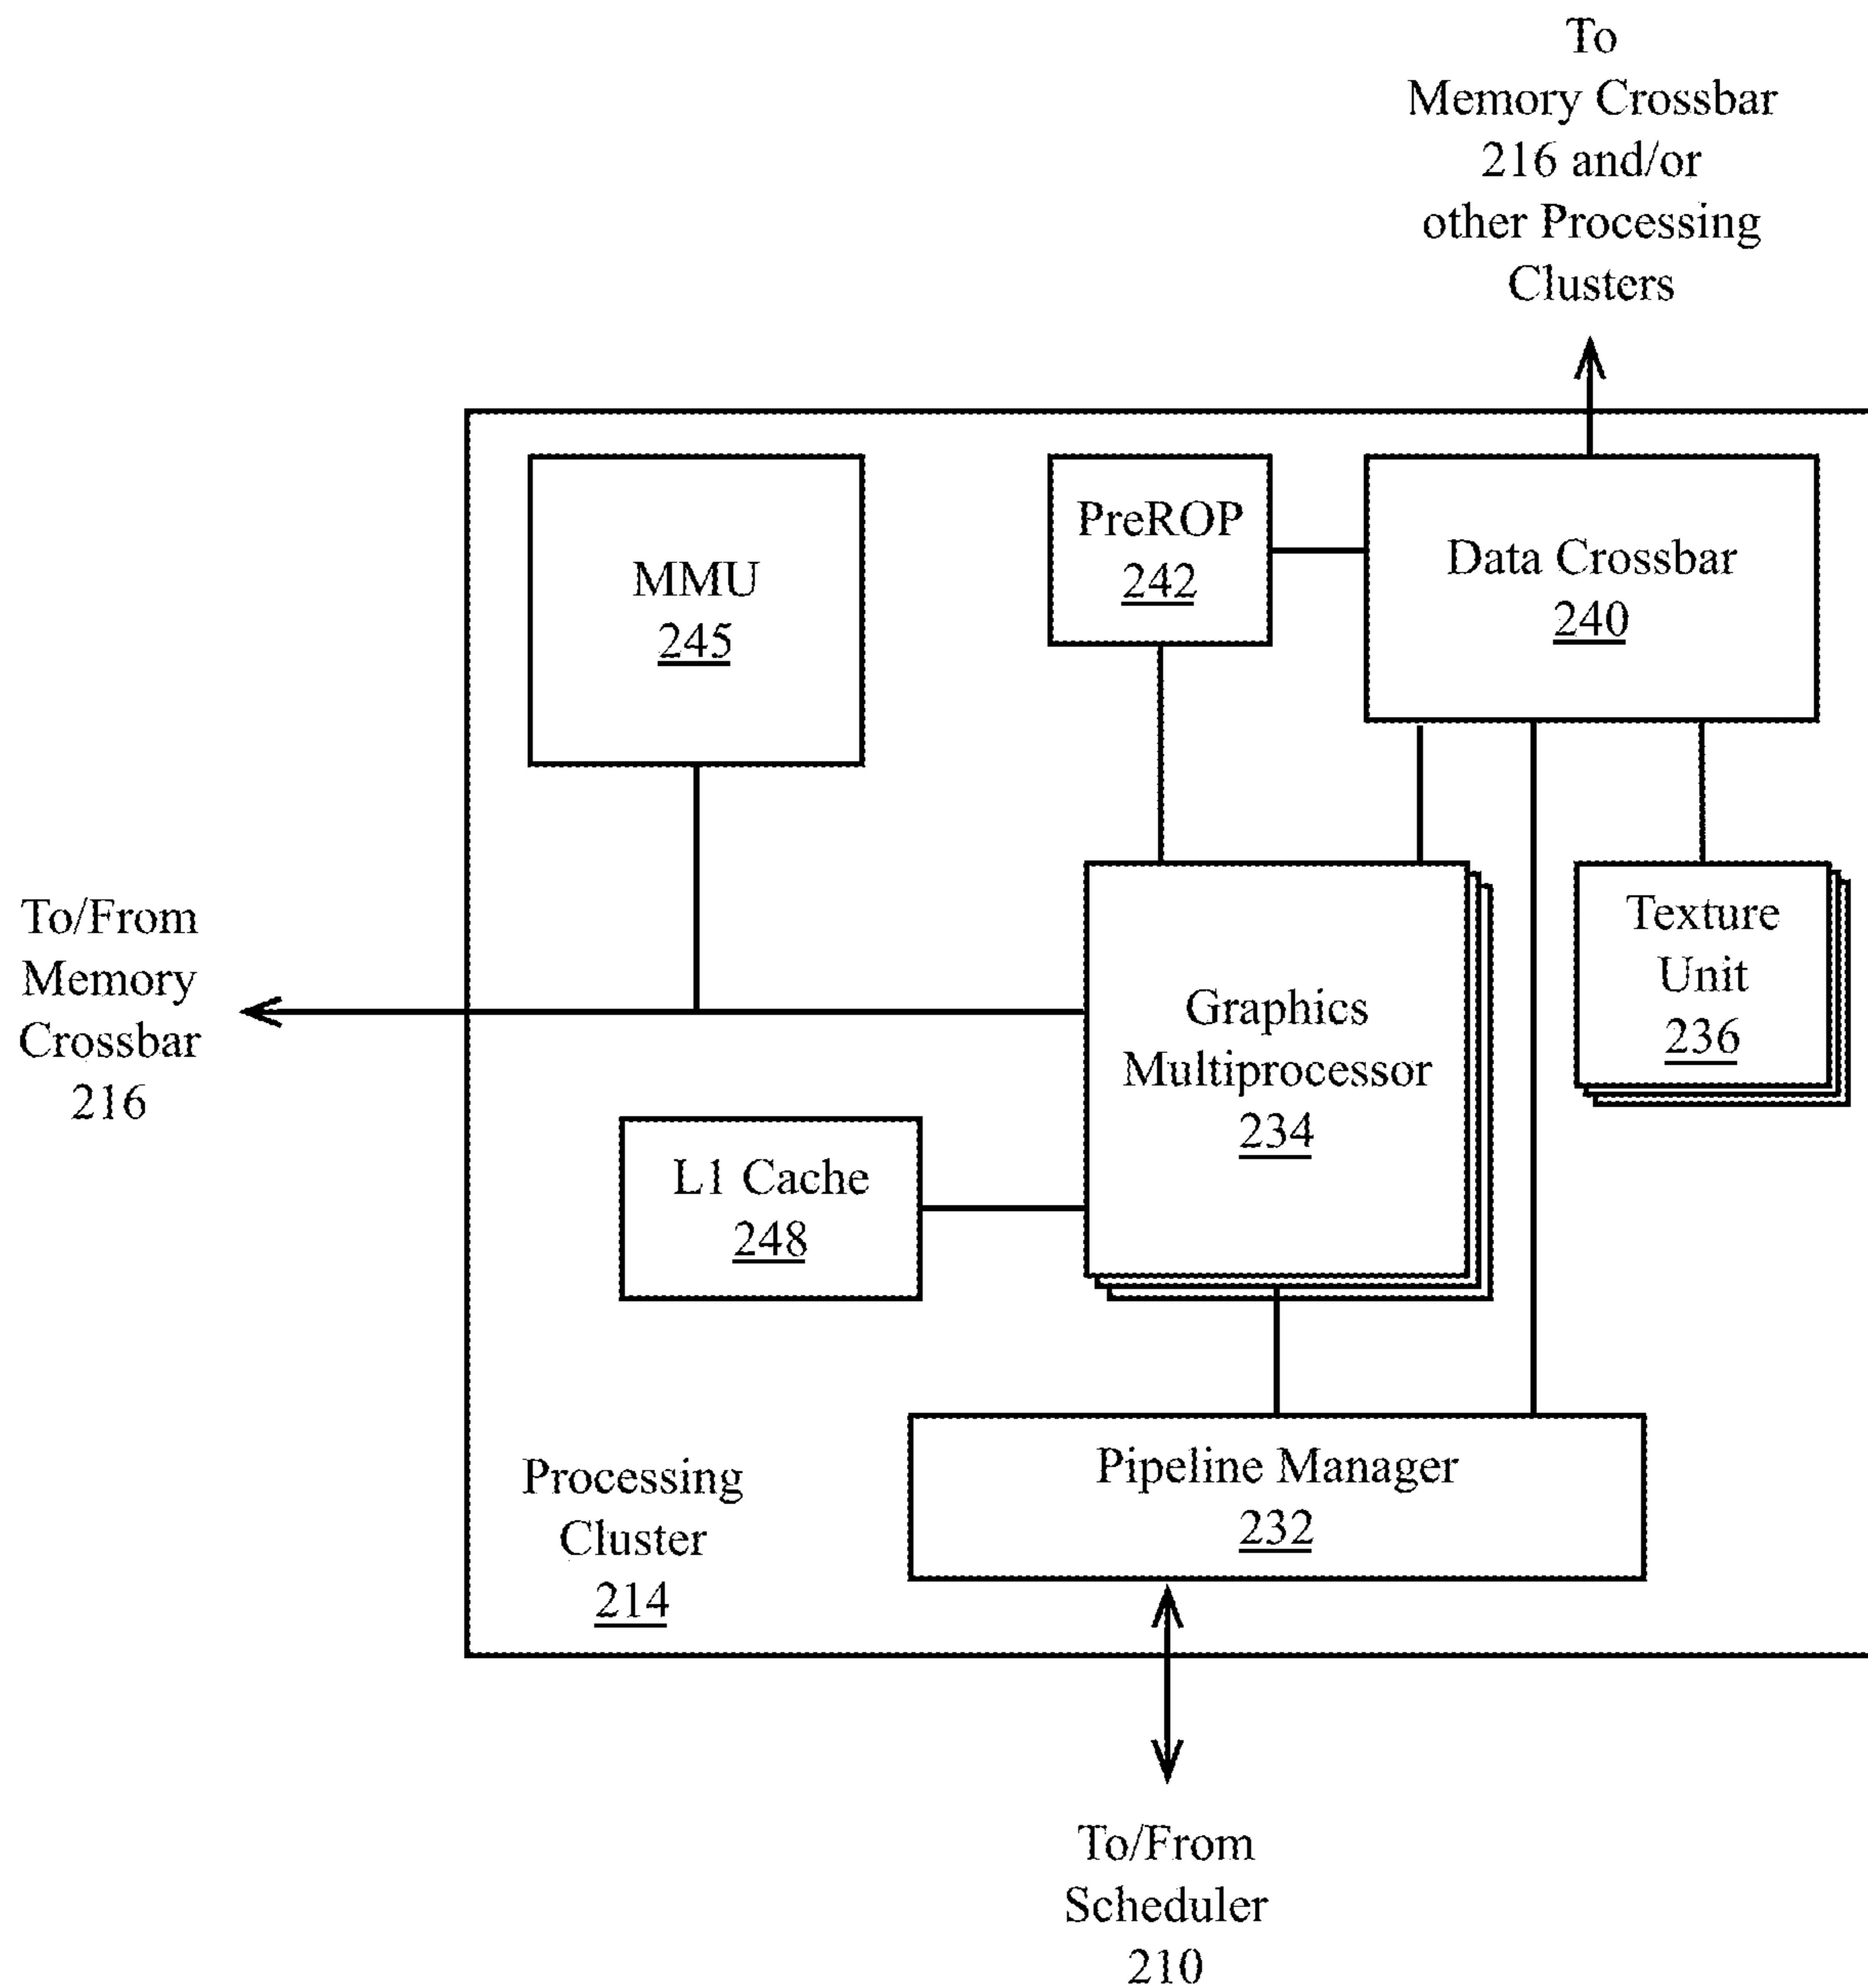 To
Memory Crossbar
216 and/or
other Processing
Clusters
MMU
245
PreROP
242
Data Crossbar
240
To/From
Memory
Crossbar
216
Graphics
Multiprocessor
234
Texture
Unit
236
L1 Cache
248
Processing
Cluster
214
Pipeline Manager
232
To/From
Scheduler
210